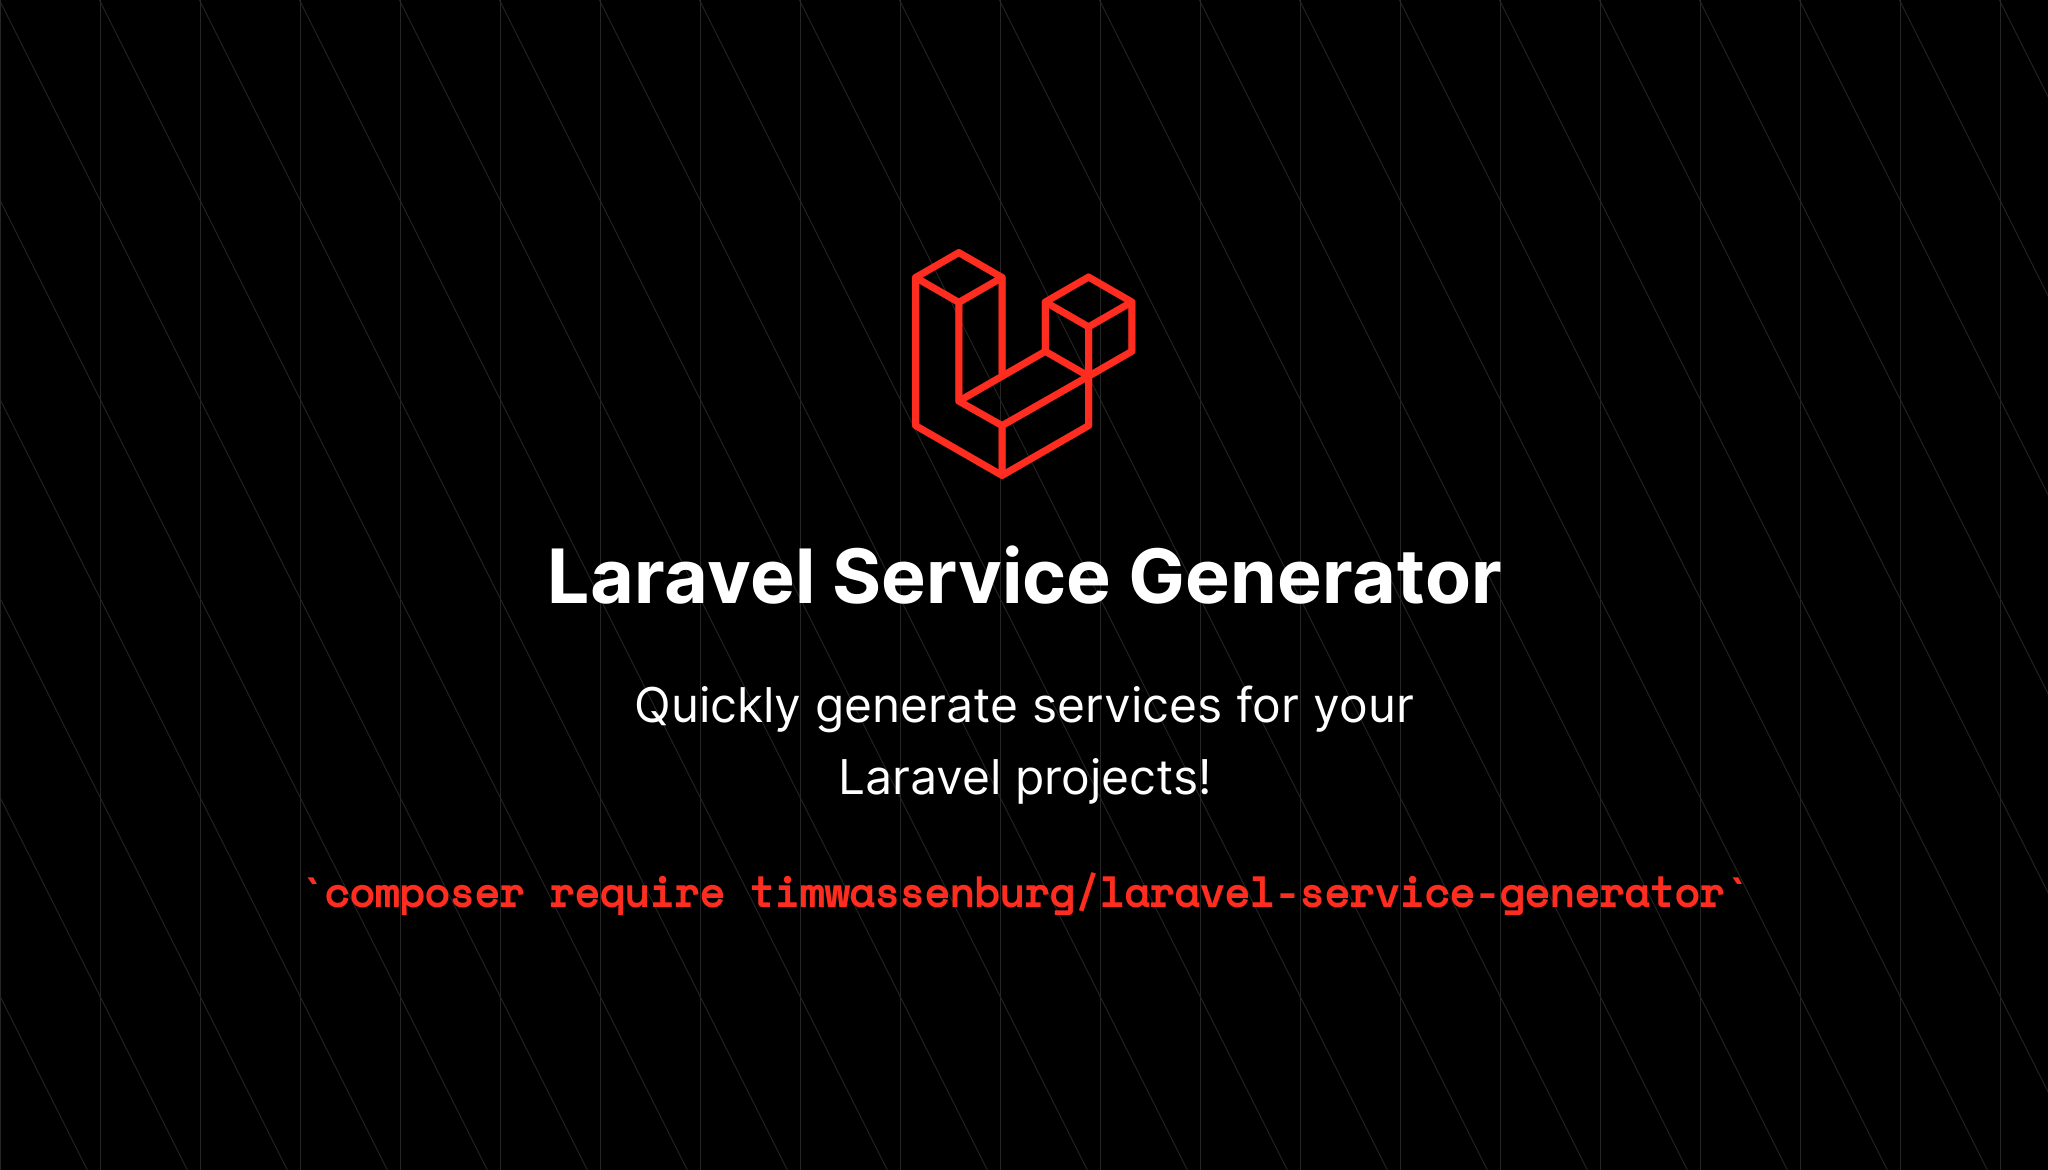 Laravel Service Generator
Quickly generate services for your
Laravel projects!
`composer require timwassenburg/laravel-service-generator`